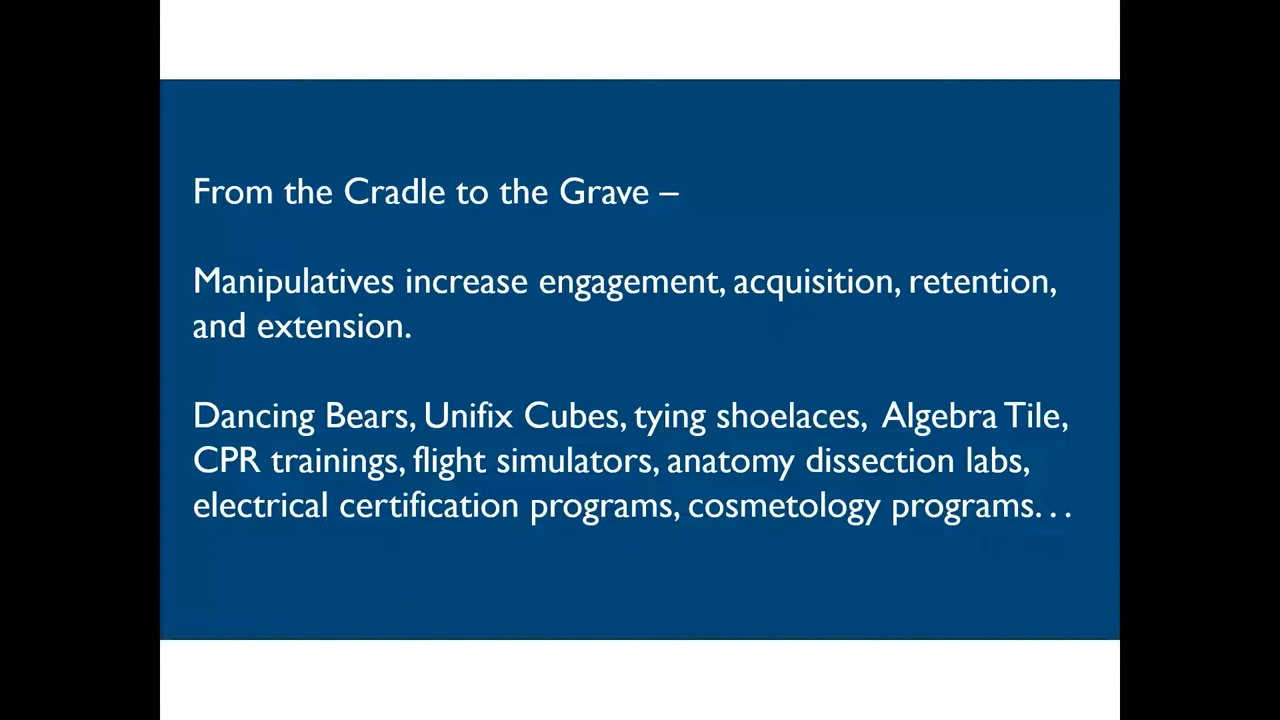 From the Cradle to the Grave –
Manipulatives increase engagement, acquisition, retention,
and extension.
Dancing Bears, Unifix Cubes, tying shoelaces, Algebra Tile,
CPR trainings, flight simulators, anatomy dissection labs,
electrical certification programs, cosmetology programs…